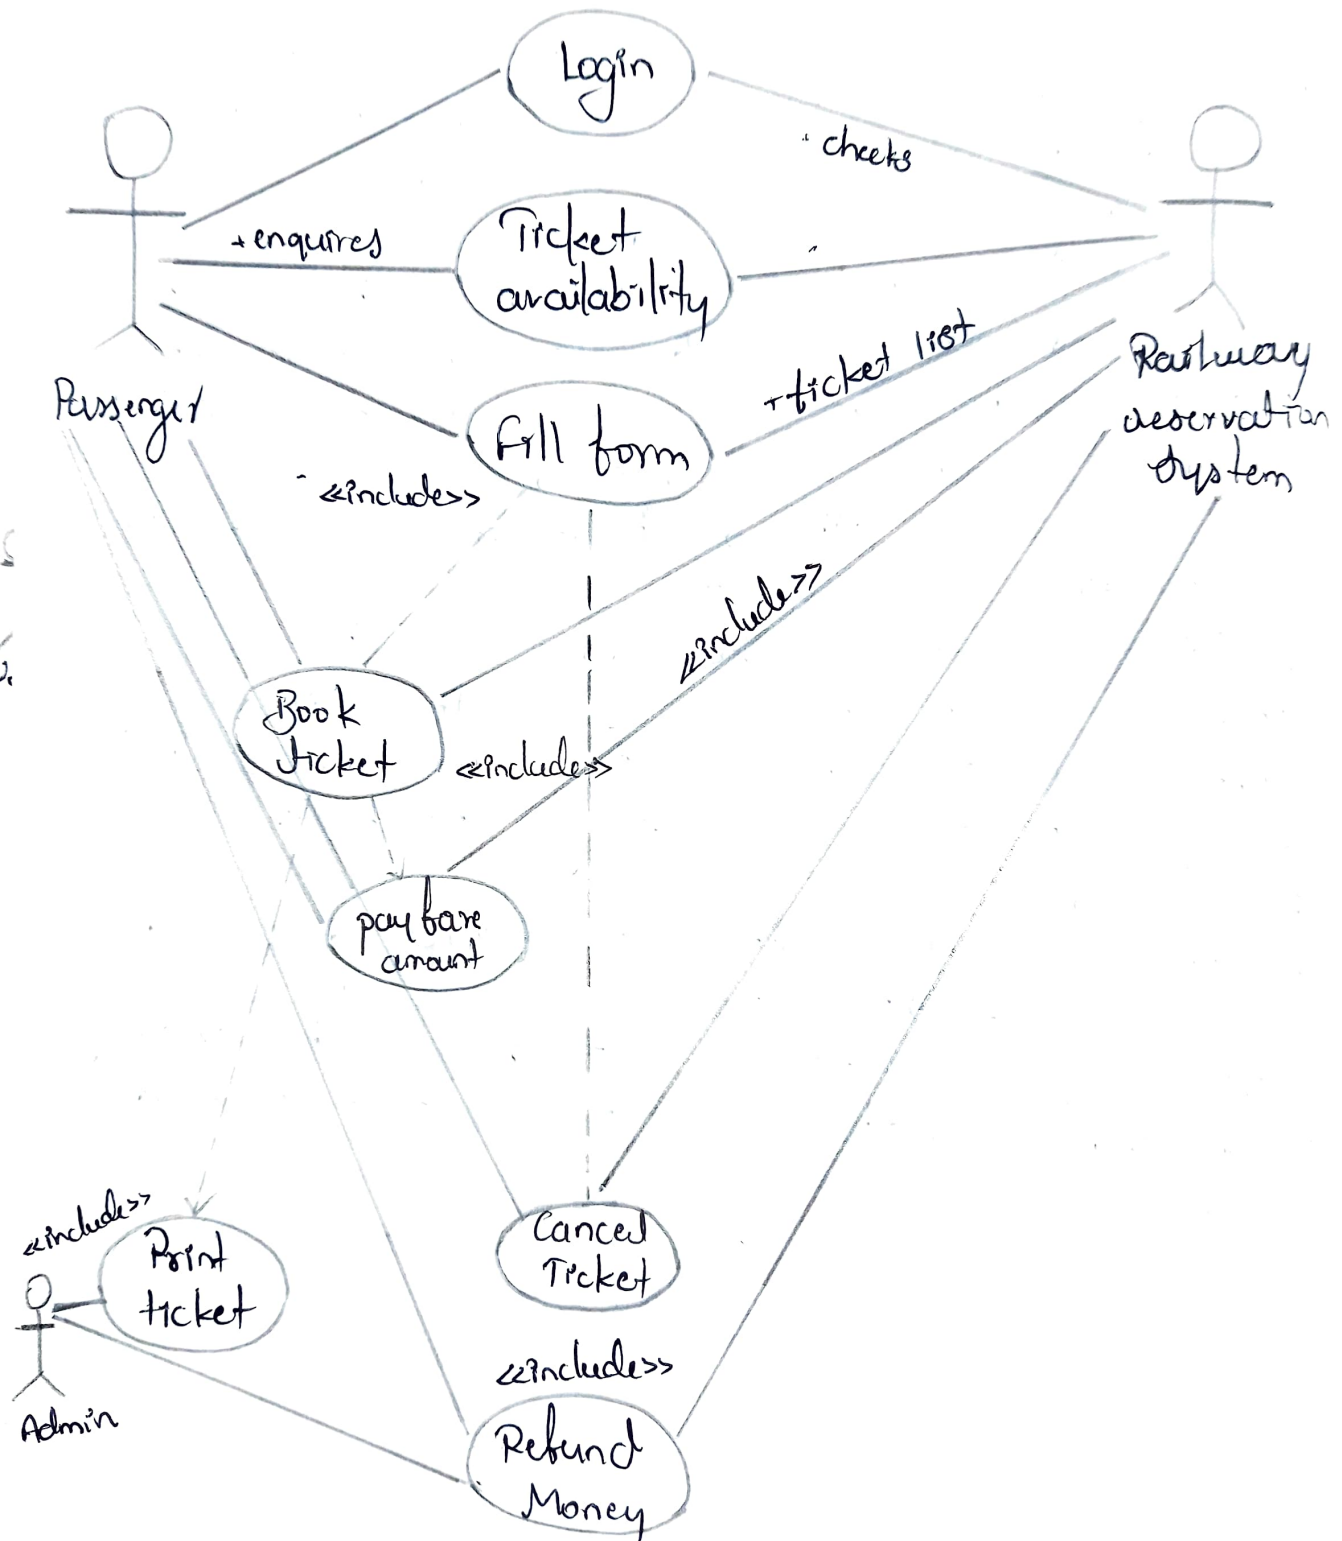 Login
checks
+enquires
Ticket
availability
+ticket list
Railway
reservation
System
Passenger
Fill form
<<include>>
<<include>>
Book
ticket
<<include>>
pay fare
amount
<<include>>
Print
ticket
Cancel
Ticket
<<include>>
Admin
Refund
Money